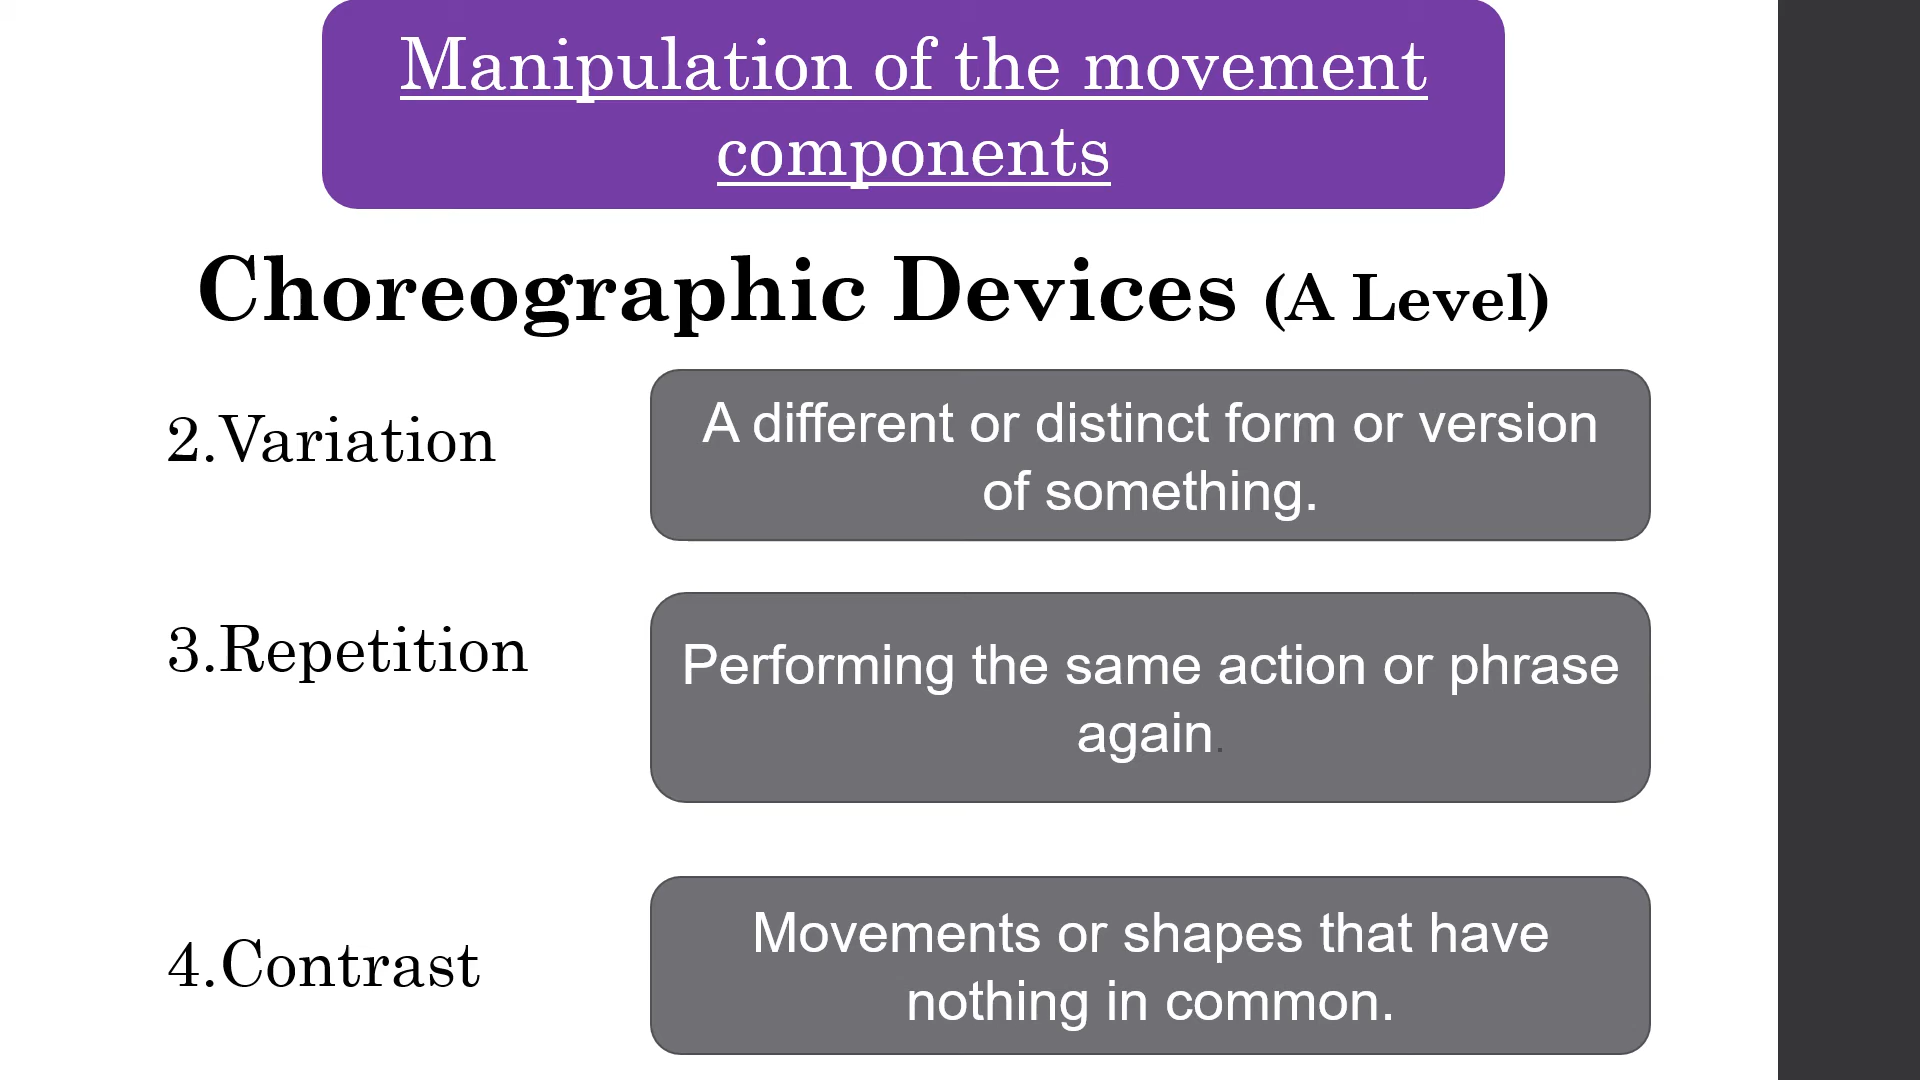 Manipulation of the movement
components
Choreographic Devices (A Level)
2.Variation
A different or distinct form or version
of something.
3.Repetition
Performing the same action or phrase
again.
4.Contrast
Movements or shapes that have
nothing in common.